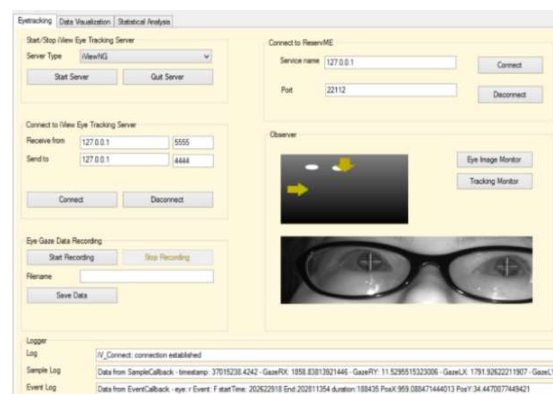 Eyetracking Data Visualization Statistical Analysis
Start/Stop iView Eye Tracking Server
Server Type iViewNG
Start Server Quit Server
Connect to iView Eye Tracking Server
Receive from 127.0.0.1 5555
Send to 127.0.0.1 4444
Connect Disconnect
Eye Gaze Data Recording
Start Recording Stop Recording
Filename
Save Data
Connect to ReservME
Service name 127.0.0.1 Connect
Port 22112 Disconnect
Observer
Eye Image Monitor
Tracking Monitor
Logger
Log iV_Connect: connection established
Sample Log Data from SampleCallback - timestamp: 37015238.4242 - GazeRX: 1858.83813921446 - GazeRY: 11.5295515323006 - GazeLX: 1791.92622211907 - GazeL
Event Log Data from EventCallback - eye: r Event: F startTime: 202622918 End:202811354 duration:188435 PosX:959.088471444013 PosY:34.4470077449421